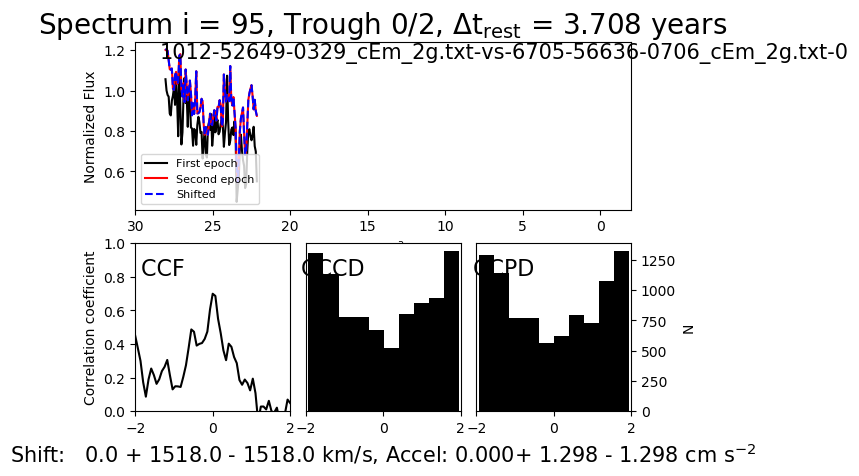 Spectrum i = 95, Trough 0/2, Δt_rest = 3.708 years
1012-52649-0329_cEm_2g.txt-vs-6705-56636-0706_cEm_2g.txt-0
Normalized Flux
1.2
1.0
0.8
0.6
First epoch
Second epoch
Shifted
30 25 20 15 10 5 0
Correlation coefficient
1.0
0.8
0.6
0.4
0.2
0.0
CCF
CCCD
CCPD
1250
1000
750
500
250
0
N
−2 0 2
−2 0 2
−2 0 2
Shift: 0.0 + 1518.0 - 1518.0 km/s, Accel: 0.000+ 1.298 - 1.298 cm s⁻²